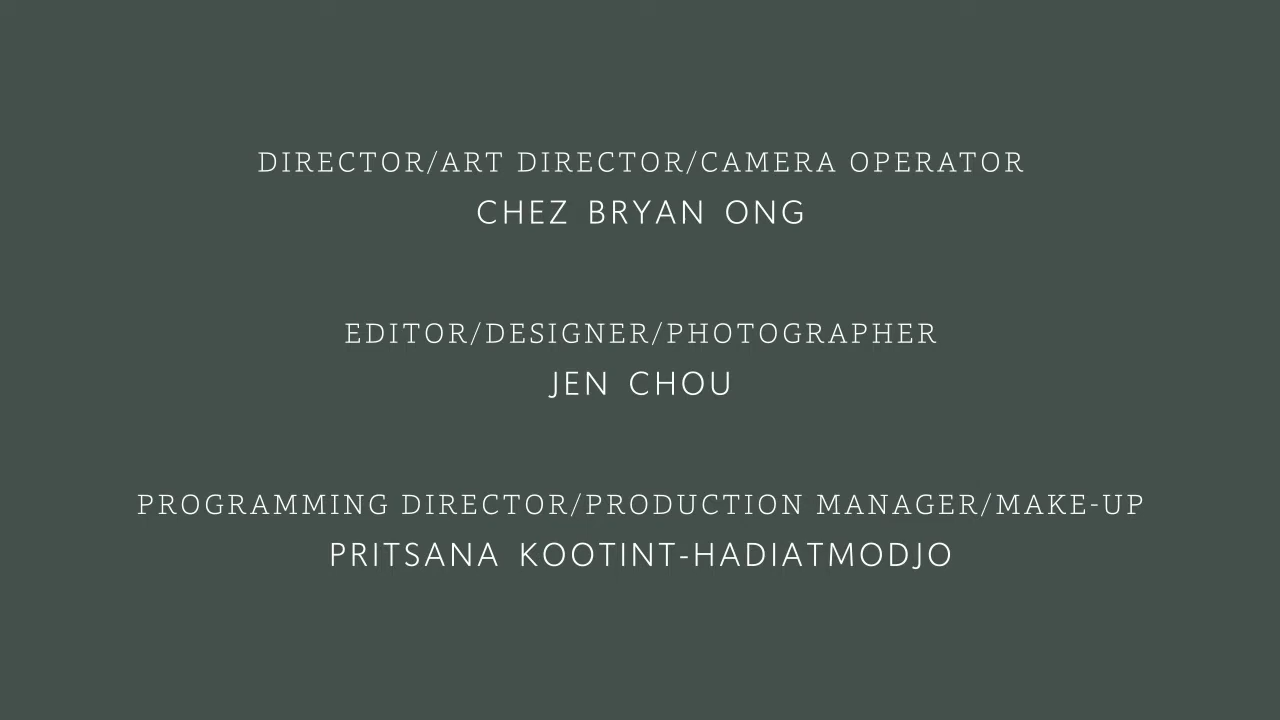 DIRECTOR/ART DIRECTOR/CAMERA OPERATOR
CHEZ BRYAN ONG
EDITOR/DESIGNER/PHOTOGRAPHER
JEN CHOU
PROGRAMMING DIRECTOR/PRODUCTION MANAGER/MAKE-UP
PRITSANA KOOTINT-HADIATMODJO